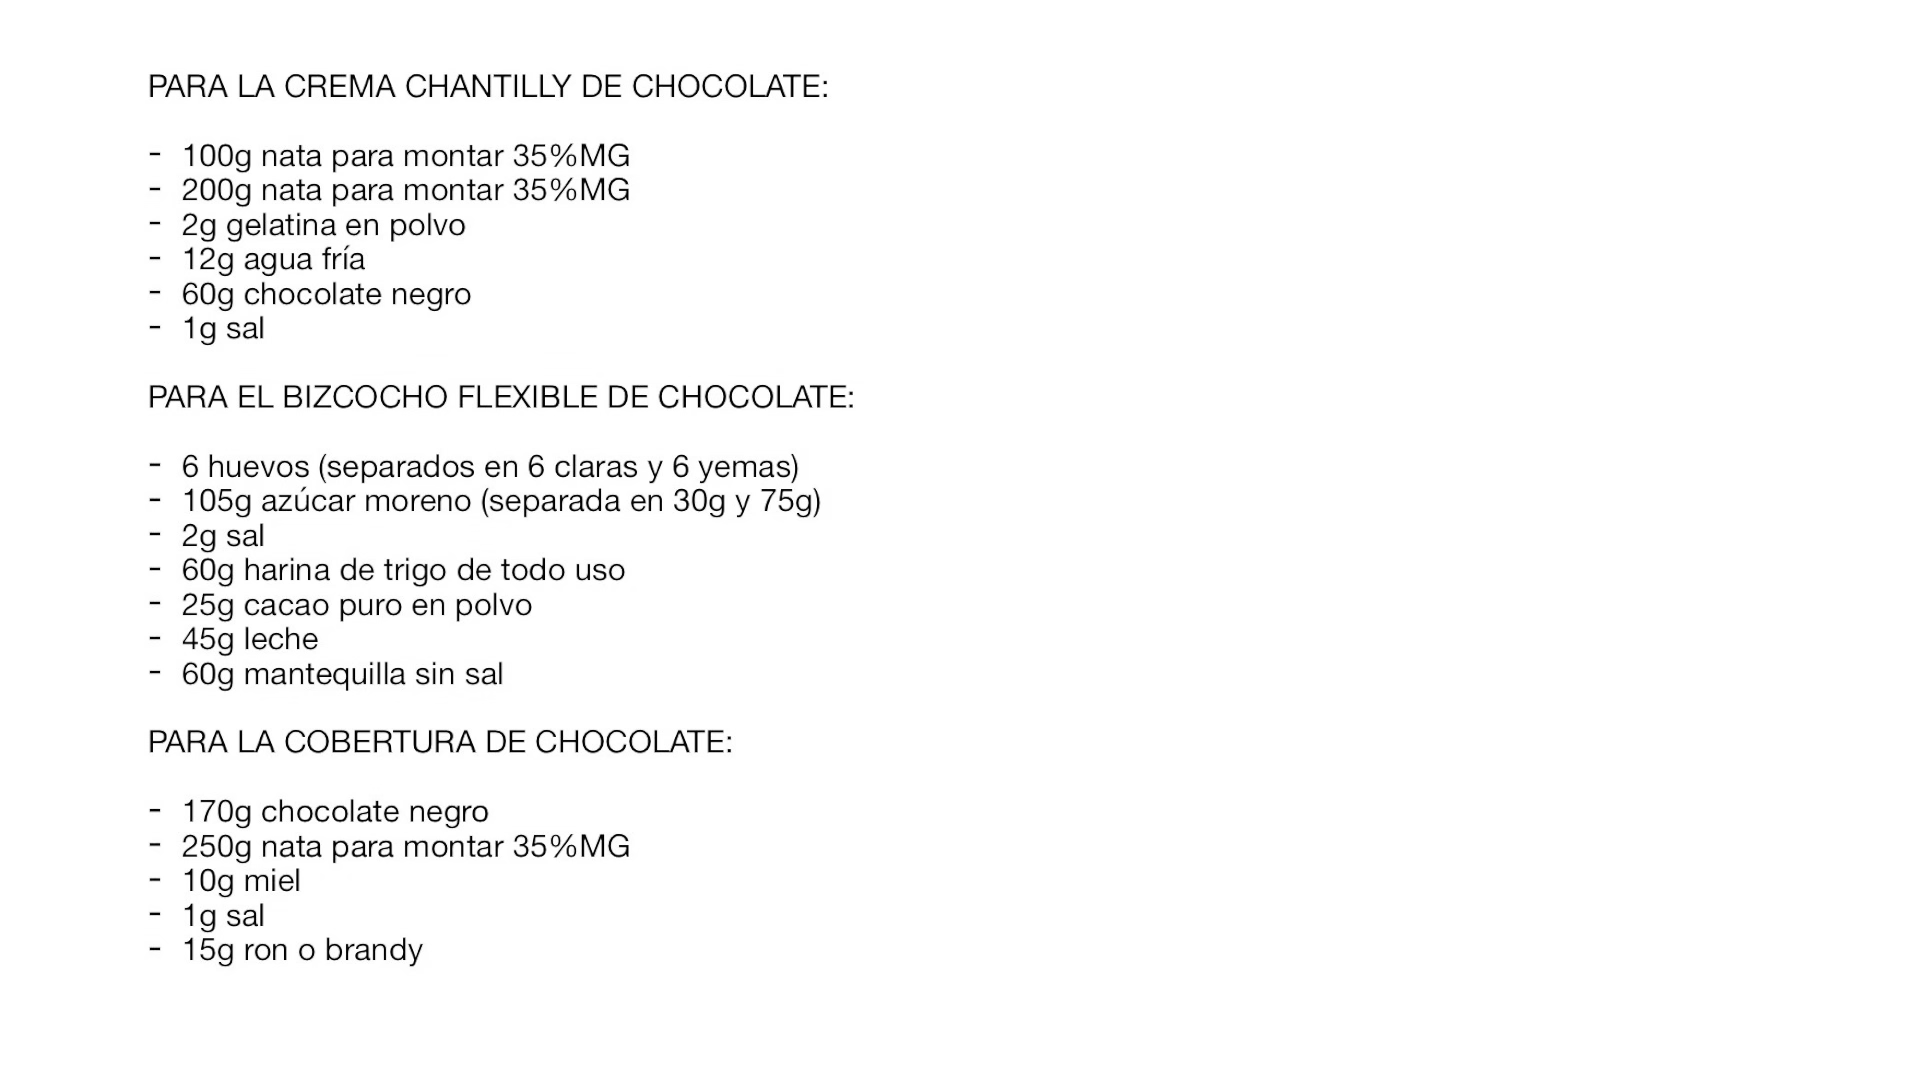 PARA LA CREMA CHANTILLY DE CHOCOLATE:
- 100g nata para montar 35%MG
- 200g nata para montar 35%MG
- 2g gelatina en polvo
- 12g agua fría
- 60g chocolate negro
- 1g sal
PARA EL BIZCOCHO FLEXIBLE DE CHOCOLATE:
- 6 huevos (separados en 6 claras y 6 yemas)
- 105g azúcar moreno (separada en 30g y 75g)
- 2g sal
- 60g harina de trigo de todo uso
- 25g cacao puro en polvo
- 45g leche
- 60g mantequilla sin sal
PARA LA COBERTURA DE CHOCOLATE:
- 170g chocolate negro
- 250g nata para montar 35%MG
- 10g miel
- 1g sal
- 15g ron o brandy